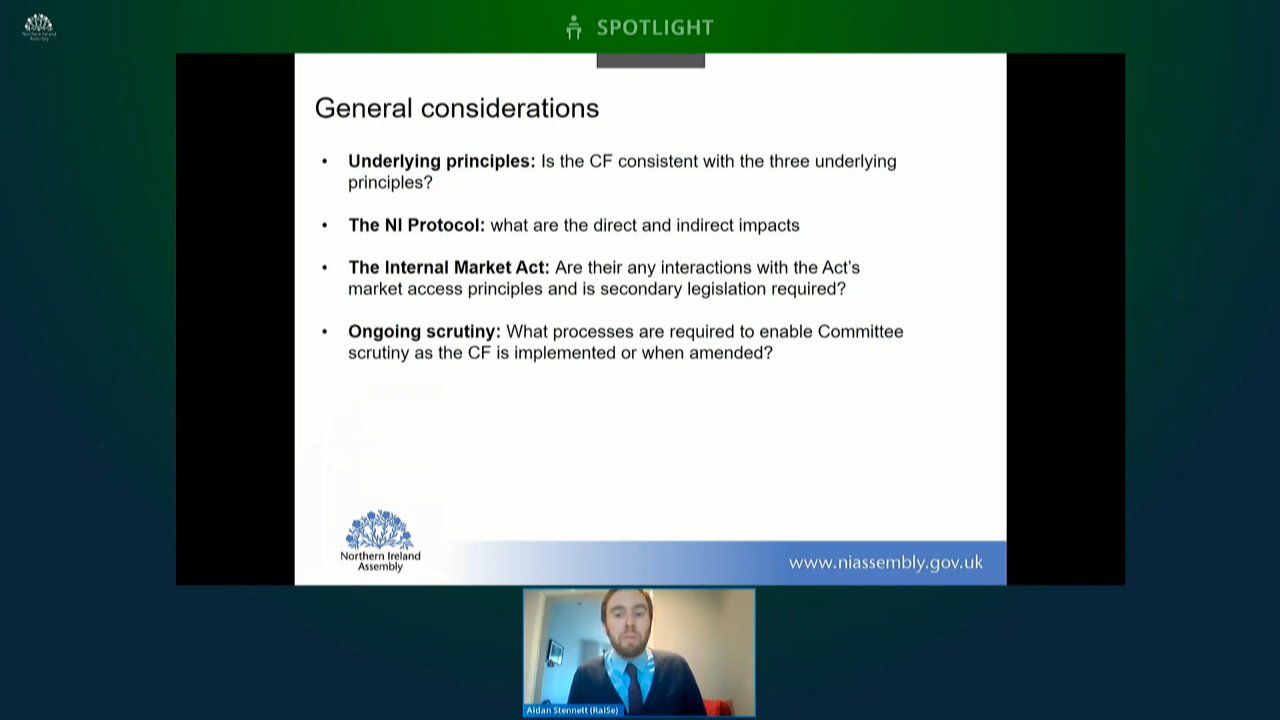 Northern Ireland
Assembly
SPOTLIGHT
General considerations
• Underlying principles: Is the CF consistent with the three underlying
principles?
• The NI Protocol: what are the direct and indirect impacts
• The Internal Market Act: Are their any interactions with the Act's
market access principles and is secondary legislation required?
• Ongoing scrutiny: What processes are required to enable Committee
scrutiny as the CF is implemented or when amended?
Northern Ireland
Assembly
www.niassembly.gov.uk
Aidan Stennett (RaISe)